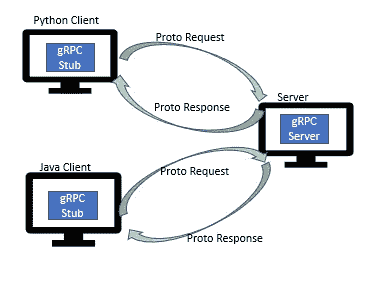 Python Client
gRPC
Stub
Proto Request
Proto Response
Server
gRPC
Server
Java Client
gRPC
Stub
Proto Request
Proto Response